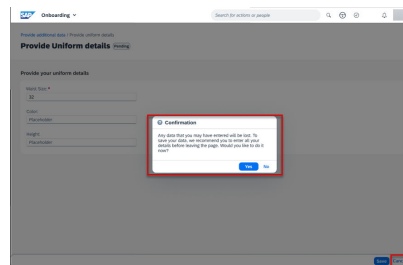 SAP Onboarding
Search for actions or people
Provide additional data / Provide uniform details
Provide Uniform details Pending
Provide your uniform details
Waist Size *
32
Color
Placeholder
Height
Placeholder
Confirmation
Any data that you may have entered will be lost. To
save your data, we recommend you to enter all your
details before leaving the page. Would you like to do it
now?
Yes No
Save